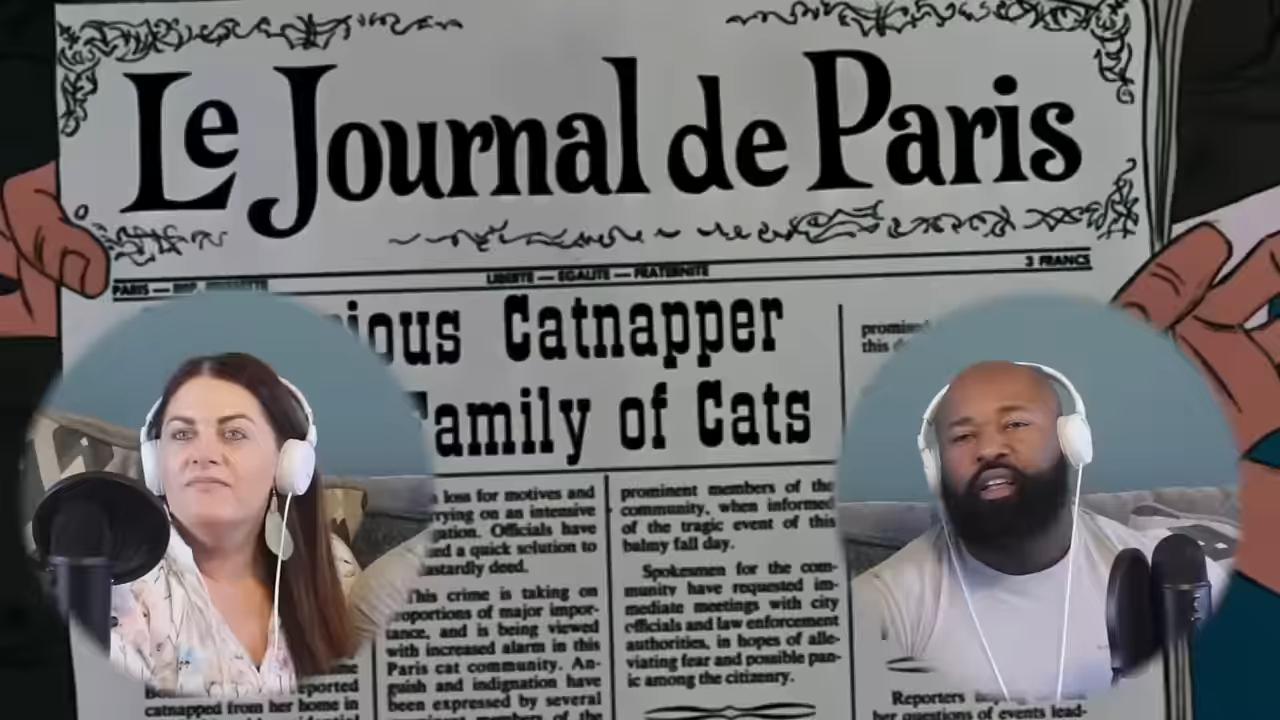 Le Journal de Paris
PARIS —
LIBERTE — EGALITE — FRATERNITE
3 FRANCS
Catnapper
Family of Cats
loss for motives and
on an intensive
Officials have
a quick solution to
deed.
This crime is taking on
proportions of major impor-
tance, and is being viewed
with increased alarm in this
Paris cat community. An-
guish and indignation have
been expressed by several
prominent members of the
prominent members of the
community, when informed
of the tragic event of this
balmy fall day.
Spokesmen for the com-
munity have requested im-
mediate meetings with city
officials and law enforcement
authorities, in hopes of alle-
viating fear and possible pan-
ic among the citizenry.
this
Reporters
her questions of events lead-
reported
catnapped from her home in